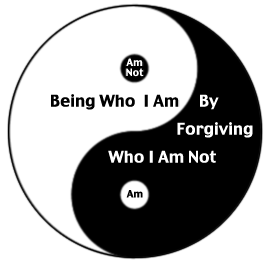 Am
Not
Being Who I Am By
Forgiving
Who I Am Not
Am